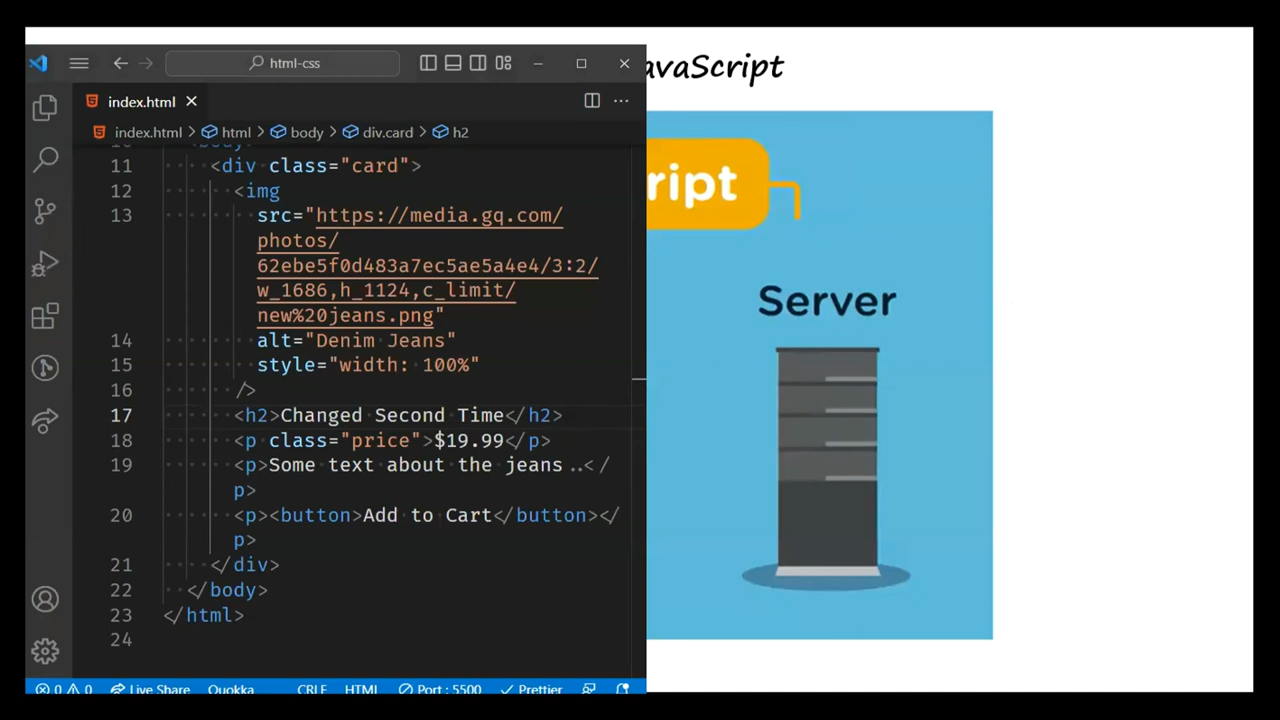 html-css
avaScript
index.html
index.html > html > body > div.card > h2
11 <div class="card">
12 <img
13 src="https://media.gq.com/
photos/
62ebe5f0d483a7ec5ae5a4e4/3:2/
w_1686,h_1124,c_limit/
new%20jeans.png"
14 alt="Denim Jeans"
15 style="width: 100%"
16 />
17 <h2>Changed Second Time</h2>
18 <p class="price">$19.99</p>
19 <p>Some text about the jeans..</
p>
20 <p><button>Add to Cart</button></
p>
21 </div>
22 </body>
23 </html>
24
0 0 Live Share Quokka CRLF HTML Port : 5500 Prettier
ript
Server